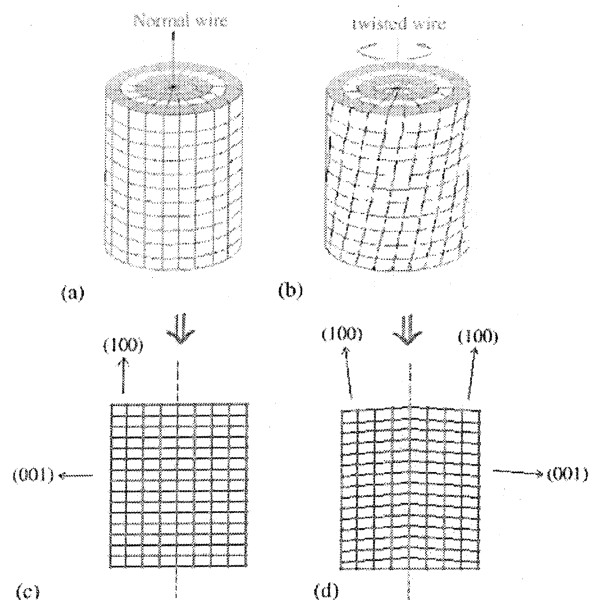 Normal wire
twisted wire
(a)
(b)
(100)
(100)
(100)
(001)
(001)
(c)
(d)